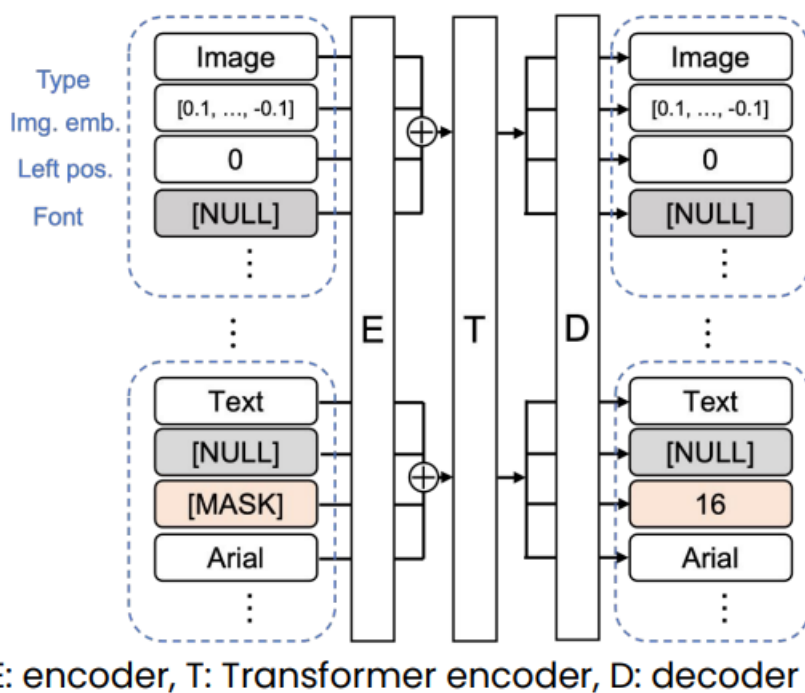 Type
Img. emb.
Left pos.
Font
Image
[0.1, ..., -0.1]
0
[NULL]
Text
[NULL]
[MASK]
Arial
E
T
D
Image
[0.1, ..., -0.1]
0
[NULL]
Text
[NULL]
16
Arial
E: encoder, T: Transformer encoder, D: decoder